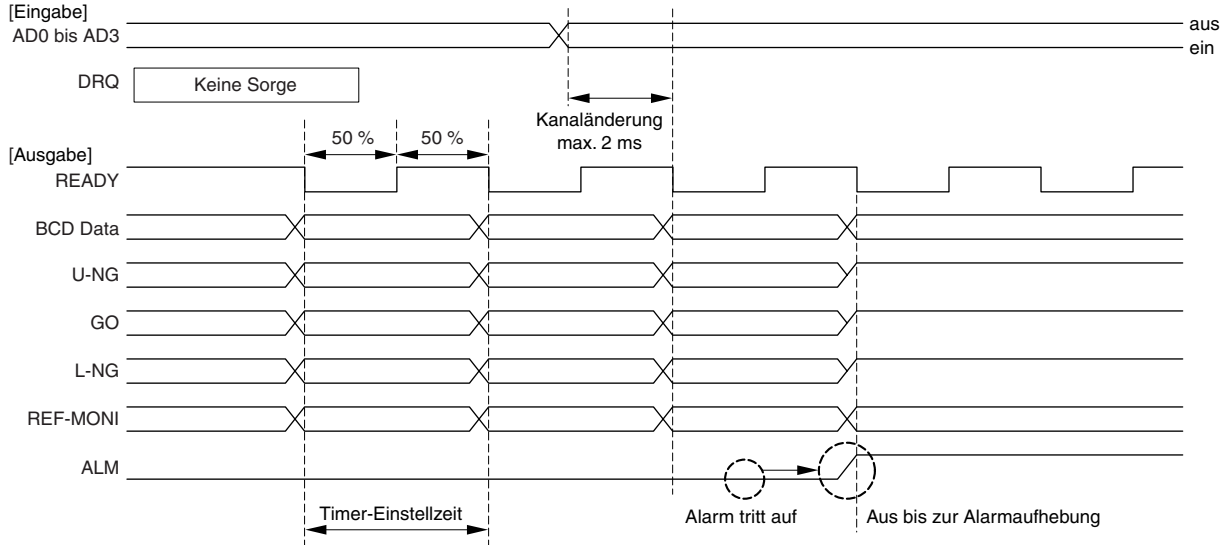 [Eingabe]
AD0 bis AD3
aus
ein
DRQ
Keine Sorge
Kanaländerung
max. 2 ms
50 %
50 %
[Ausgabe]
READY
BCD Data
U-NG
GO
L-NG
REF-MONI
ALM
Timer-Einstellzeit
Alarm tritt auf
Aus bis zur Alarmaufhebung